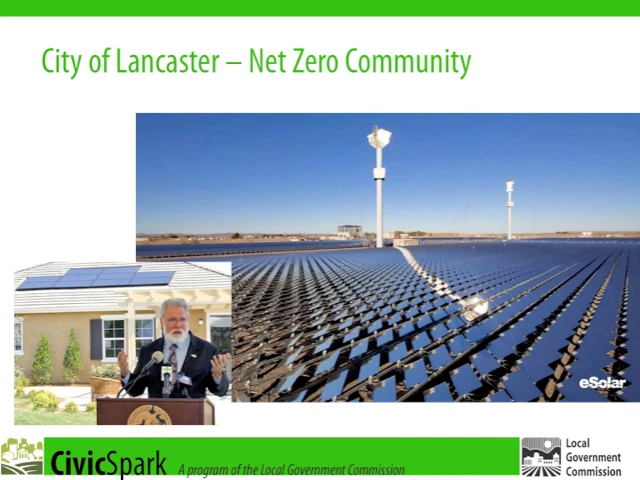 City of Lancaster – Net Zero Community
eSolar
CivicSpark A program of the Local Government Commission
Local
Government
Commission